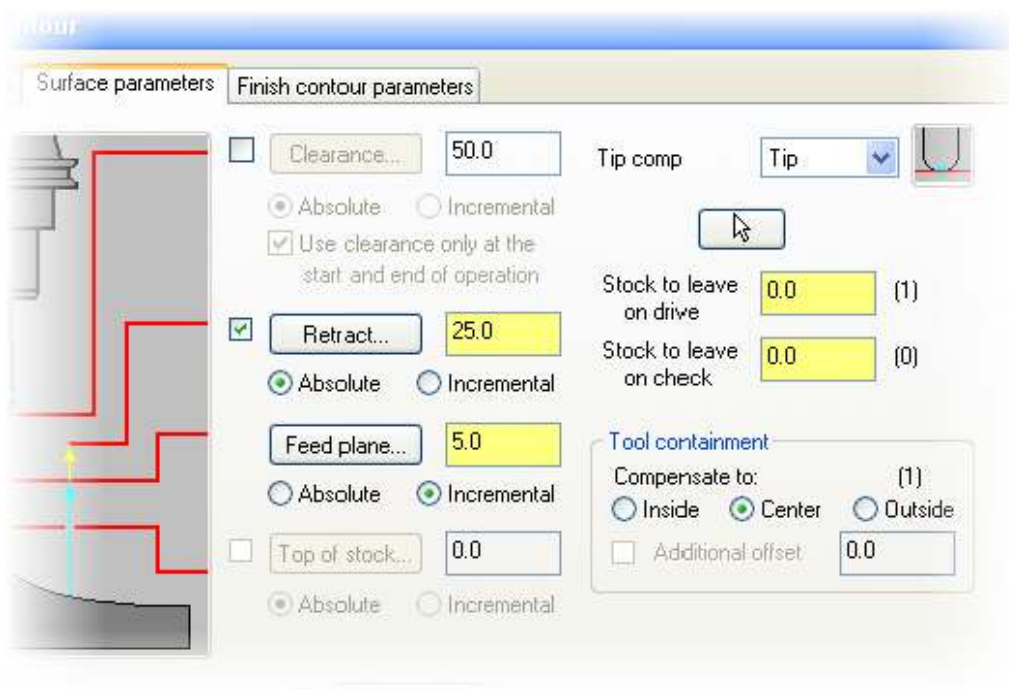 Surface parameters
Finish contour parameters
Clearance...
50.0
Absolute
Incremental
Use clearance only at the
start and end of operation
Retract...
25.0
Absolute
Incremental
Feed plane...
5.0
Absolute
Incremental
Top of stock...
0.0
Absolute
Incremental
Tip comp
Tip
Stock to leave
on drive
0.0
(1)
Stock to leave
on check
0.0
(0)
Tool containment
Compensate to:
(1)
Inside
Center
Outside
Additional offset
0.0